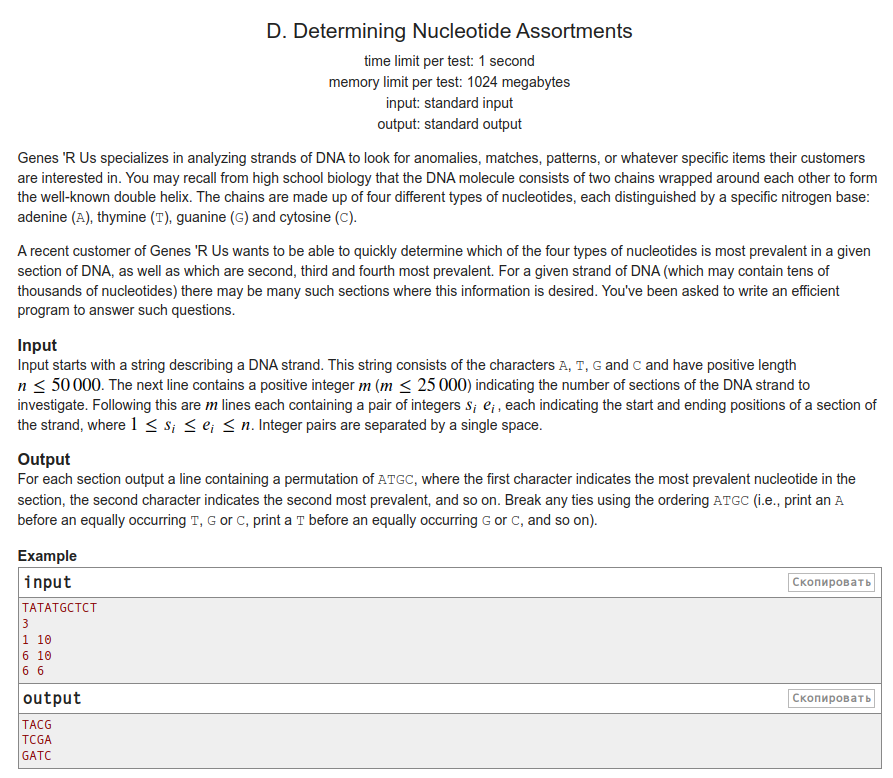 D. Determining Nucleotide Assortments
time limit per test: 1 second
memory limit per test: 1024 megabytes
input: standard input
output: standard output
Genes 'R Us specializes in analyzing strands of DNA to look for anomalies, matches, patterns, or whatever specific items their customers
are interested in. You may recall from high school biology that the DNA molecule consists of two chains wrapped around each other to form
the well-known double helix. The chains are made up of four different types of nucleotides, each distinguished by a specific nitrogen base:
adenine (A), thymine (T), guanine (G) and cytosine (C).
A recent customer of Genes 'R Us wants to be able to quickly determine which of the four types of nucleotides is most prevalent in a given
section of DNA, as well as which are second, third and fourth most prevalent. For a given strand of DNA (which may contain tens of
thousands of nucleotides) there may be many such sections where this information is desired. You've been asked to write an efficient
program to answer such questions.
Input
Input starts with a string describing a DNA strand. This string consists of the characters A, T, G and C and have positive length
n ≤ 50 000. The next line contains a positive integer m (m ≤ 25 000) indicating the number of sections of the DNA strand to
investigate. Following this are m lines each containing a pair of integers s_i e_i, each indicating the start and ending positions of a section of
the strand, where 1 ≤ s_i ≤ e_i ≤ n. Integer pairs are separated by a single space.
Output
For each section output a line containing a permutation of ATGC, where the first character indicates the most prevalent nucleotide in the
section, the second character indicates the second most prevalent, and so on. Break any ties using the ordering ATGC (i.e., print an A
before an equally occurring T, G or C, print a T before an equally occurring G or C, and so on).
Example
input Скопировать
TATATGCTCT
3
1 10
6 10
6 6
output Скопировать
TACG
TCGA
GATC